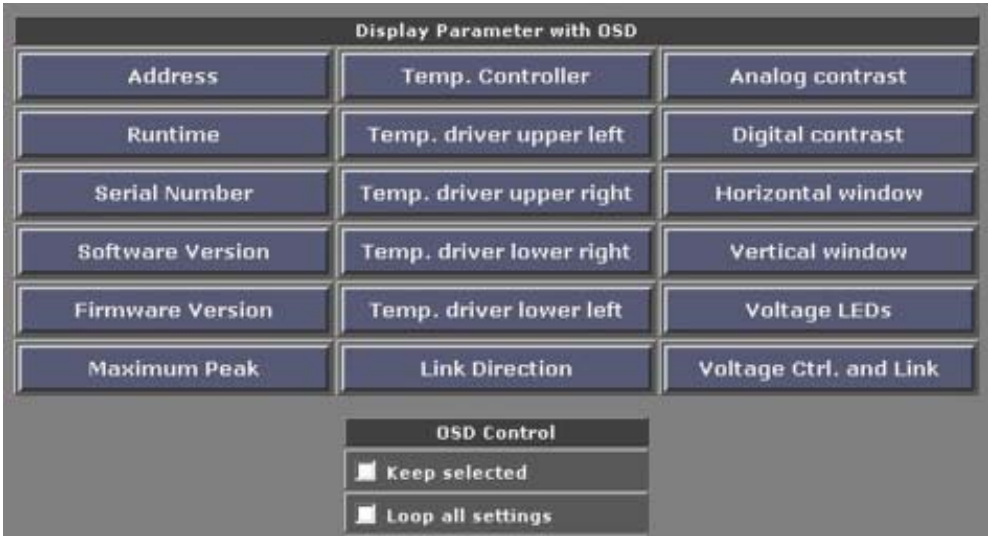 Display Parameter with OSD
Address Temp. Controller Analog contrast
Runtime Temp. driver upper left Digital contrast
Serial Number Temp. driver upper right Horizontal window
Software Version Temp. driver lower right Vertical window
Firmware Version Temp. driver lower left Voltage LEDs
Maximum Peak Link Direction Voltage Ctrl. and Link
OSD Control
Keep selected
Loop all settings